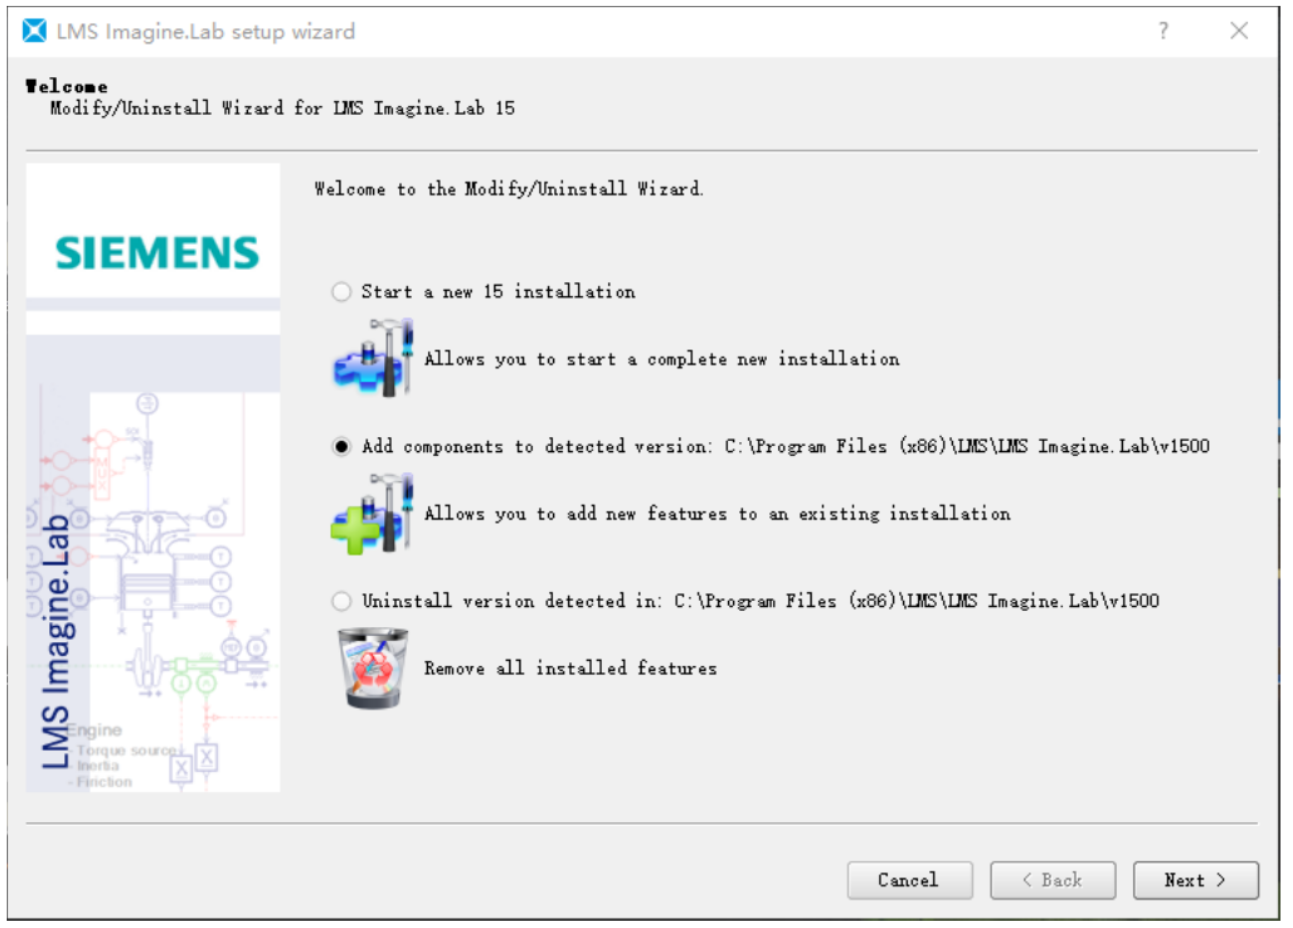 LMS Imagine.Lab setup wizard
?
Welcome
Modify/Uninstall Wizard for LMS Imagine.Lab 15
Welcome to the Modify/Uninstall Wizard.
SIEMENS
Start a new 15 installation
Allows you to start a complete new installation
Add components to detected version: C:\Program Files (x86)\LMS\LMS Imagine.Lab\v1500
Allows you to add new features to an existing installation
Uninstall version detected in: C:\Program Files (x86)\LMS\LMS Imagine.Lab\v1500
Remove all installed features
LMS Imagine.Lab
Engine
- Torque source
- Inertia
- Friction
Cancel
< Back
Next >